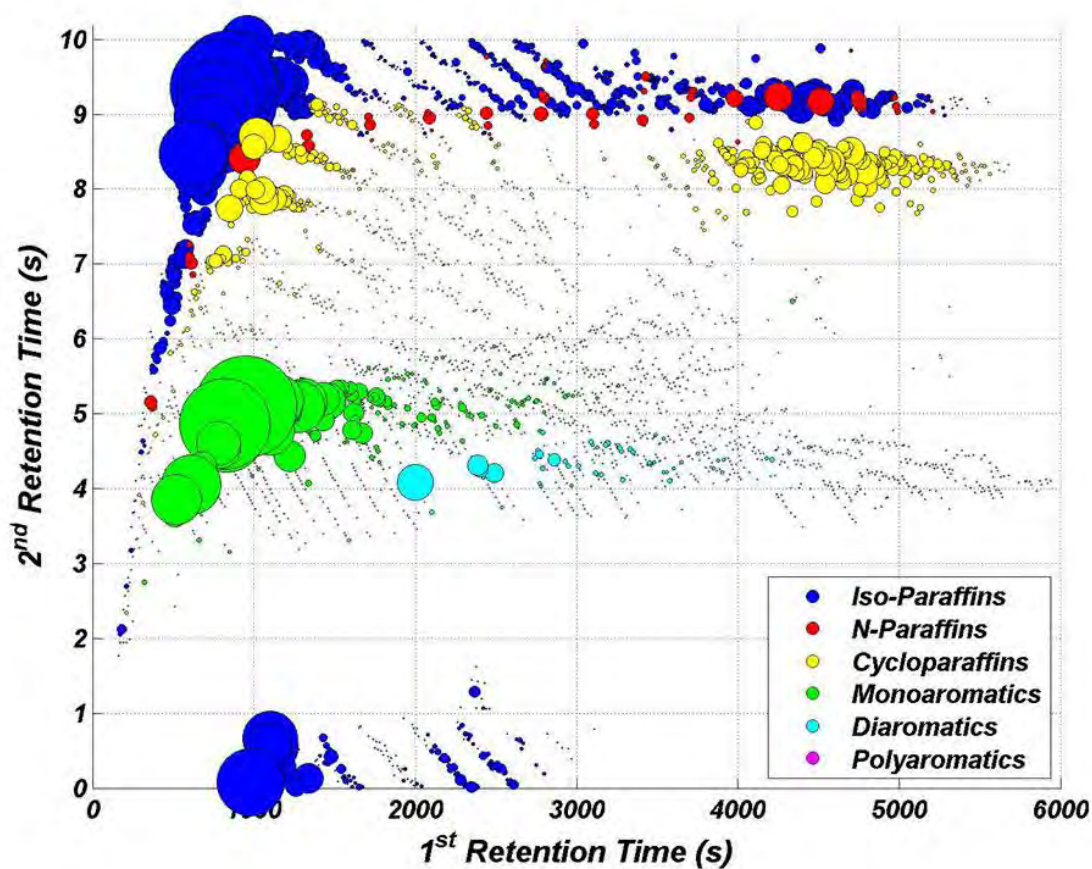 10
9
8
7
6
5
4
3
2
1
0
2nd Retention Time (s)
Iso-Paraffins
N-Paraffins
Cycloparaffins
Monoaromatics
Diaromatics
Polyaromatics
0 2000 3000 4000 5000 6000
1st Retention Time (s)